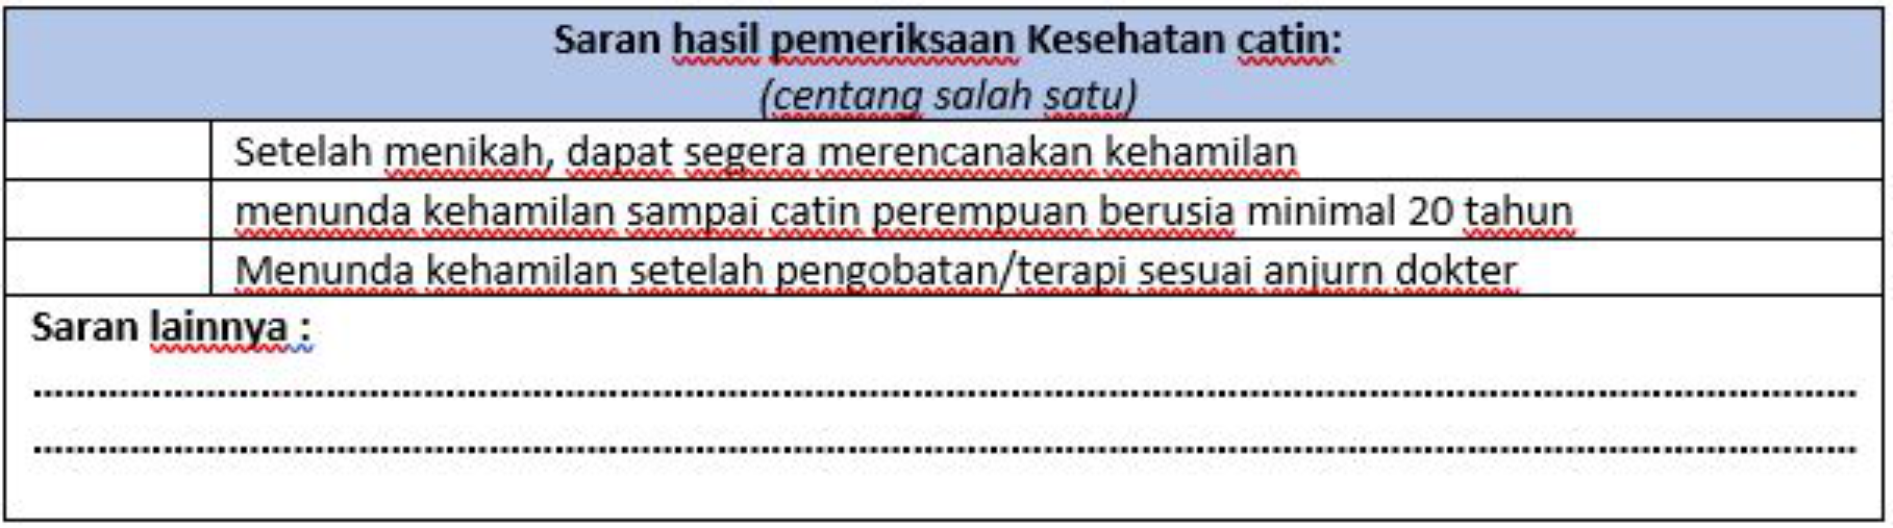 Saran hasil pemeriksaan Kesehatan catin:
(centang salah satu)
Setelah menikah, dapat segera merencanakan kehamilan
menunda kehamilan sampai catin perempuan berusia minimal 20 tahun
Menunda kehamilan setelah pengobatan/terapi sesuai anjurn dokter
Saran lainnya :